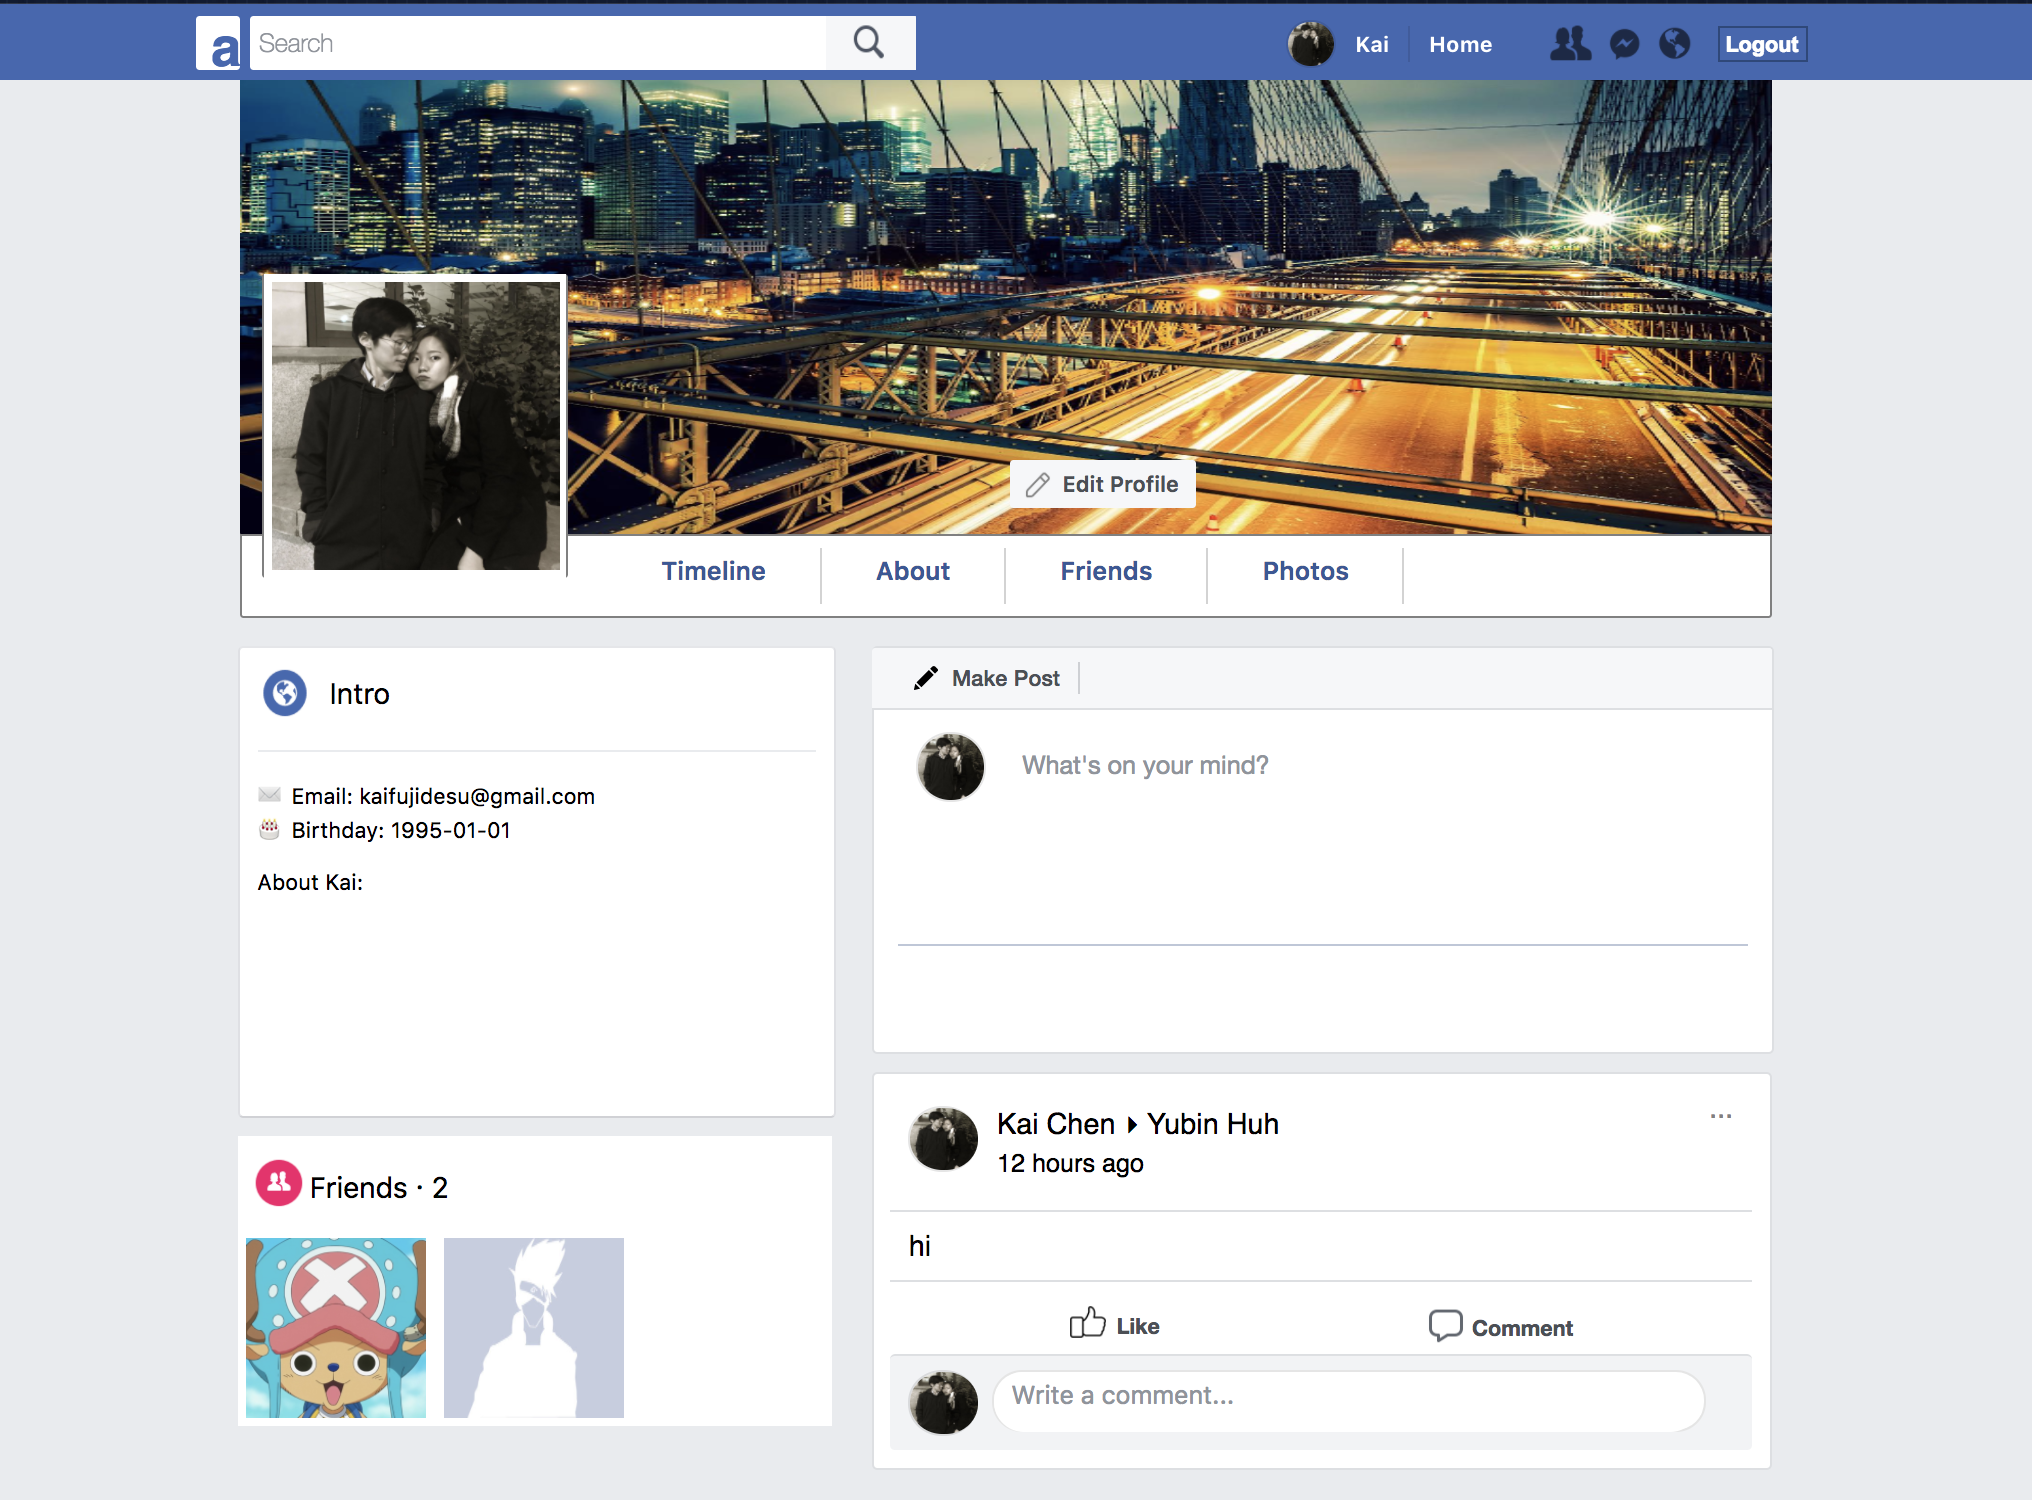 a
Search
Kai
Home
Logout
Edit Profile
Timeline
About
Friends
Photos
Intro
Email: kaifujidesu@gmail.com
Birthday: 1995-01-01
About Kai:
Friends · 2
Make Post
What's on your mind?
Kai Chen ▸ Yubin Huh
12 hours ago
...
hi
Like
Comment
Write a comment...